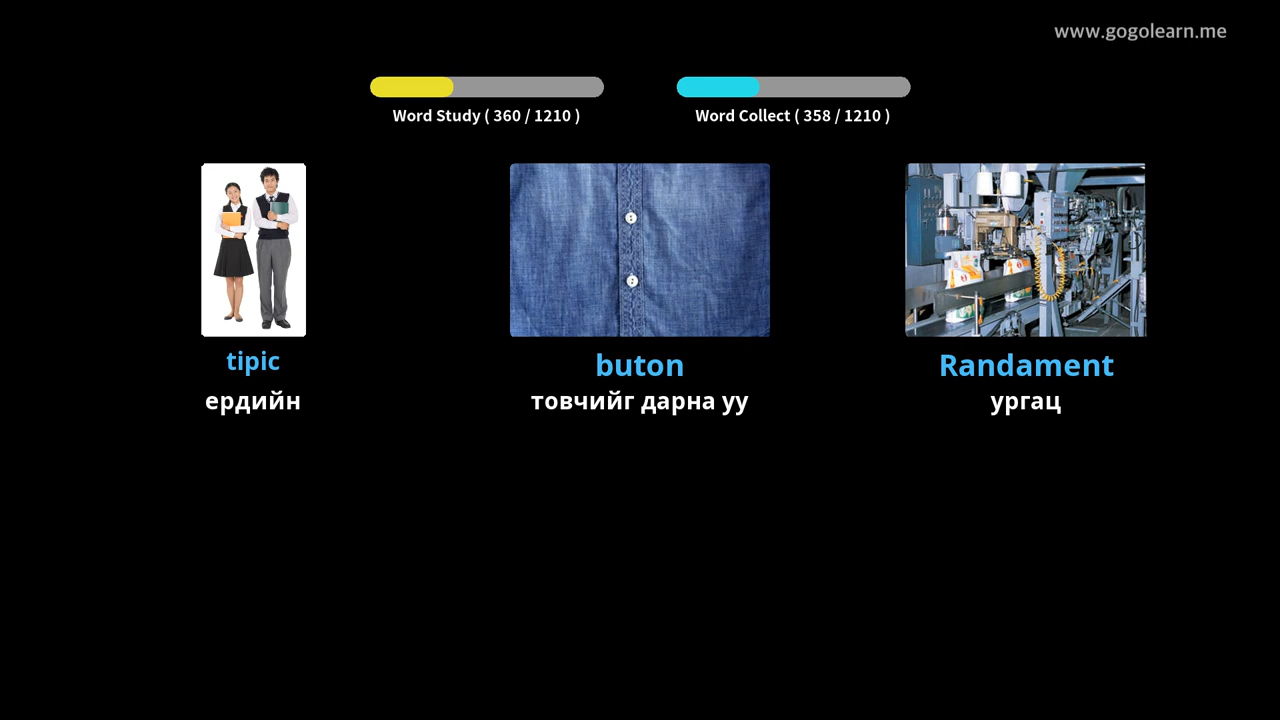 www.gogolearn.me
Word Study ( 360 / 1210 )
Word Collect ( 358 / 1210 )
tipic
ердийн
buton
товчийг дарна уу
Randament
ургац